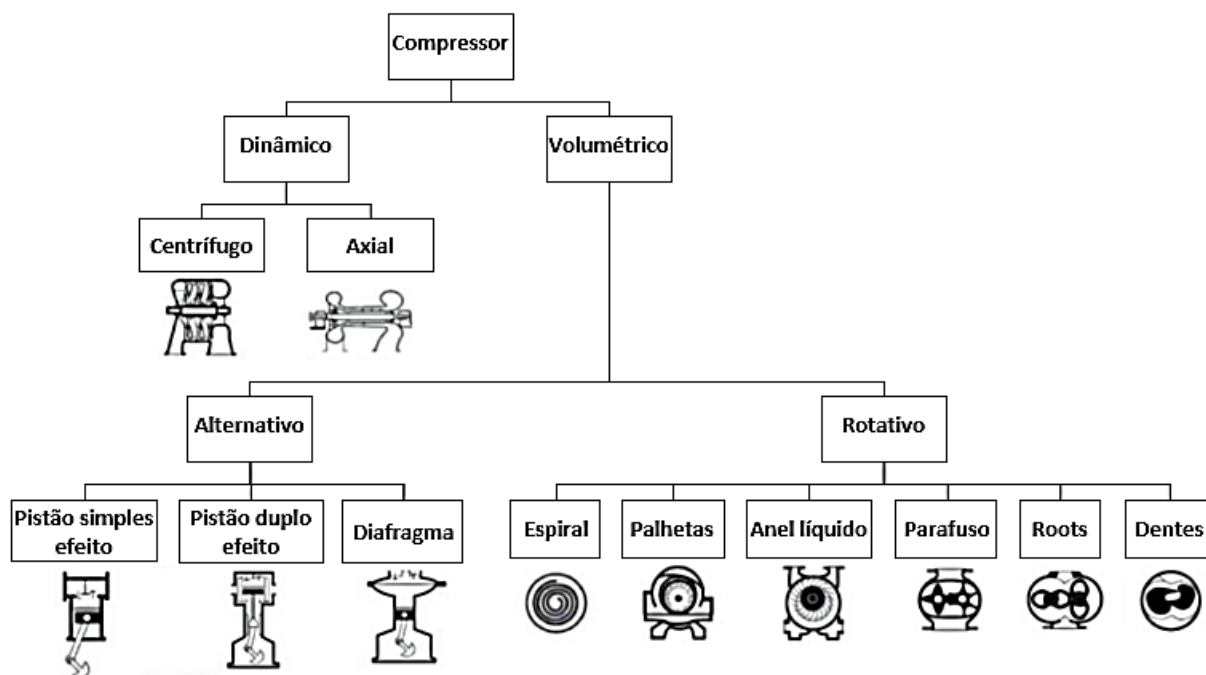 Compressor
Dinâmico
Volumétrico
Centrífugo
Axial
Alternativo
Rotativo
Pistão simples
efeito
Pistão duplo
efeito
Diafragma
Espiral
Palhetas
Anel líquido
Parafuso
Roots
Dentes